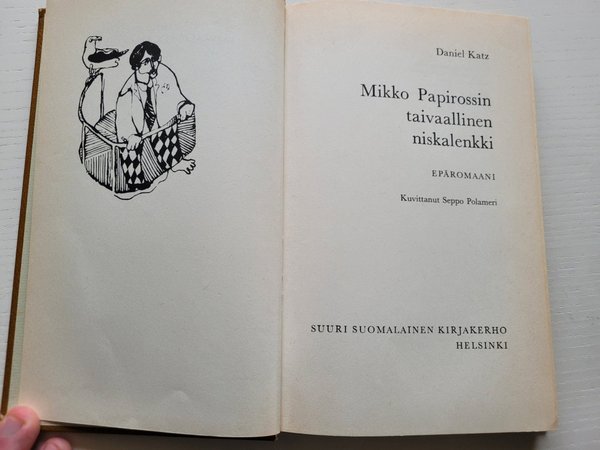 Daniel Katz
Mikko Papirossin
taivaallinen
niskalenkki
EPÄROMAANI
Kuvittanut Seppo Polameri
SUURI SUOMALAINEN KIRJAKERHO
HELSINKI